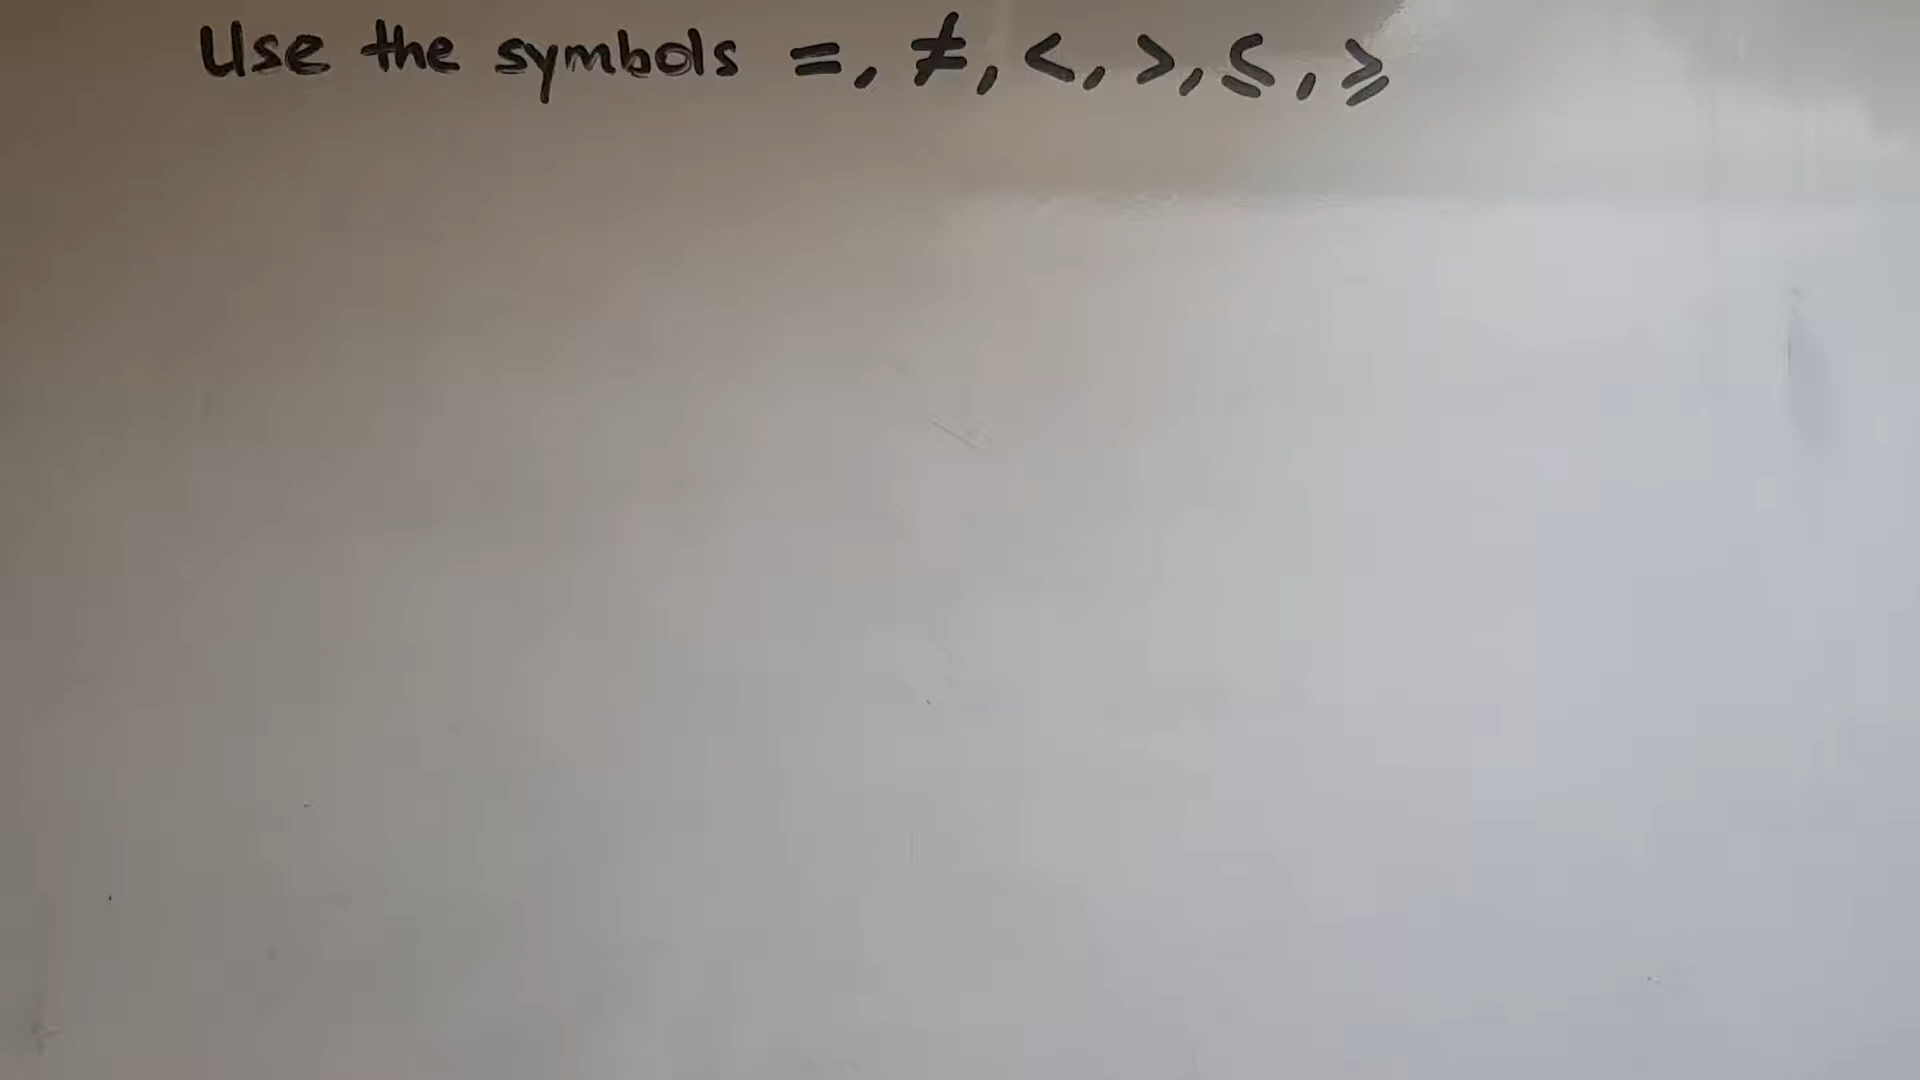 Use the symbols =, ≠, <, >, ≤, ⩾